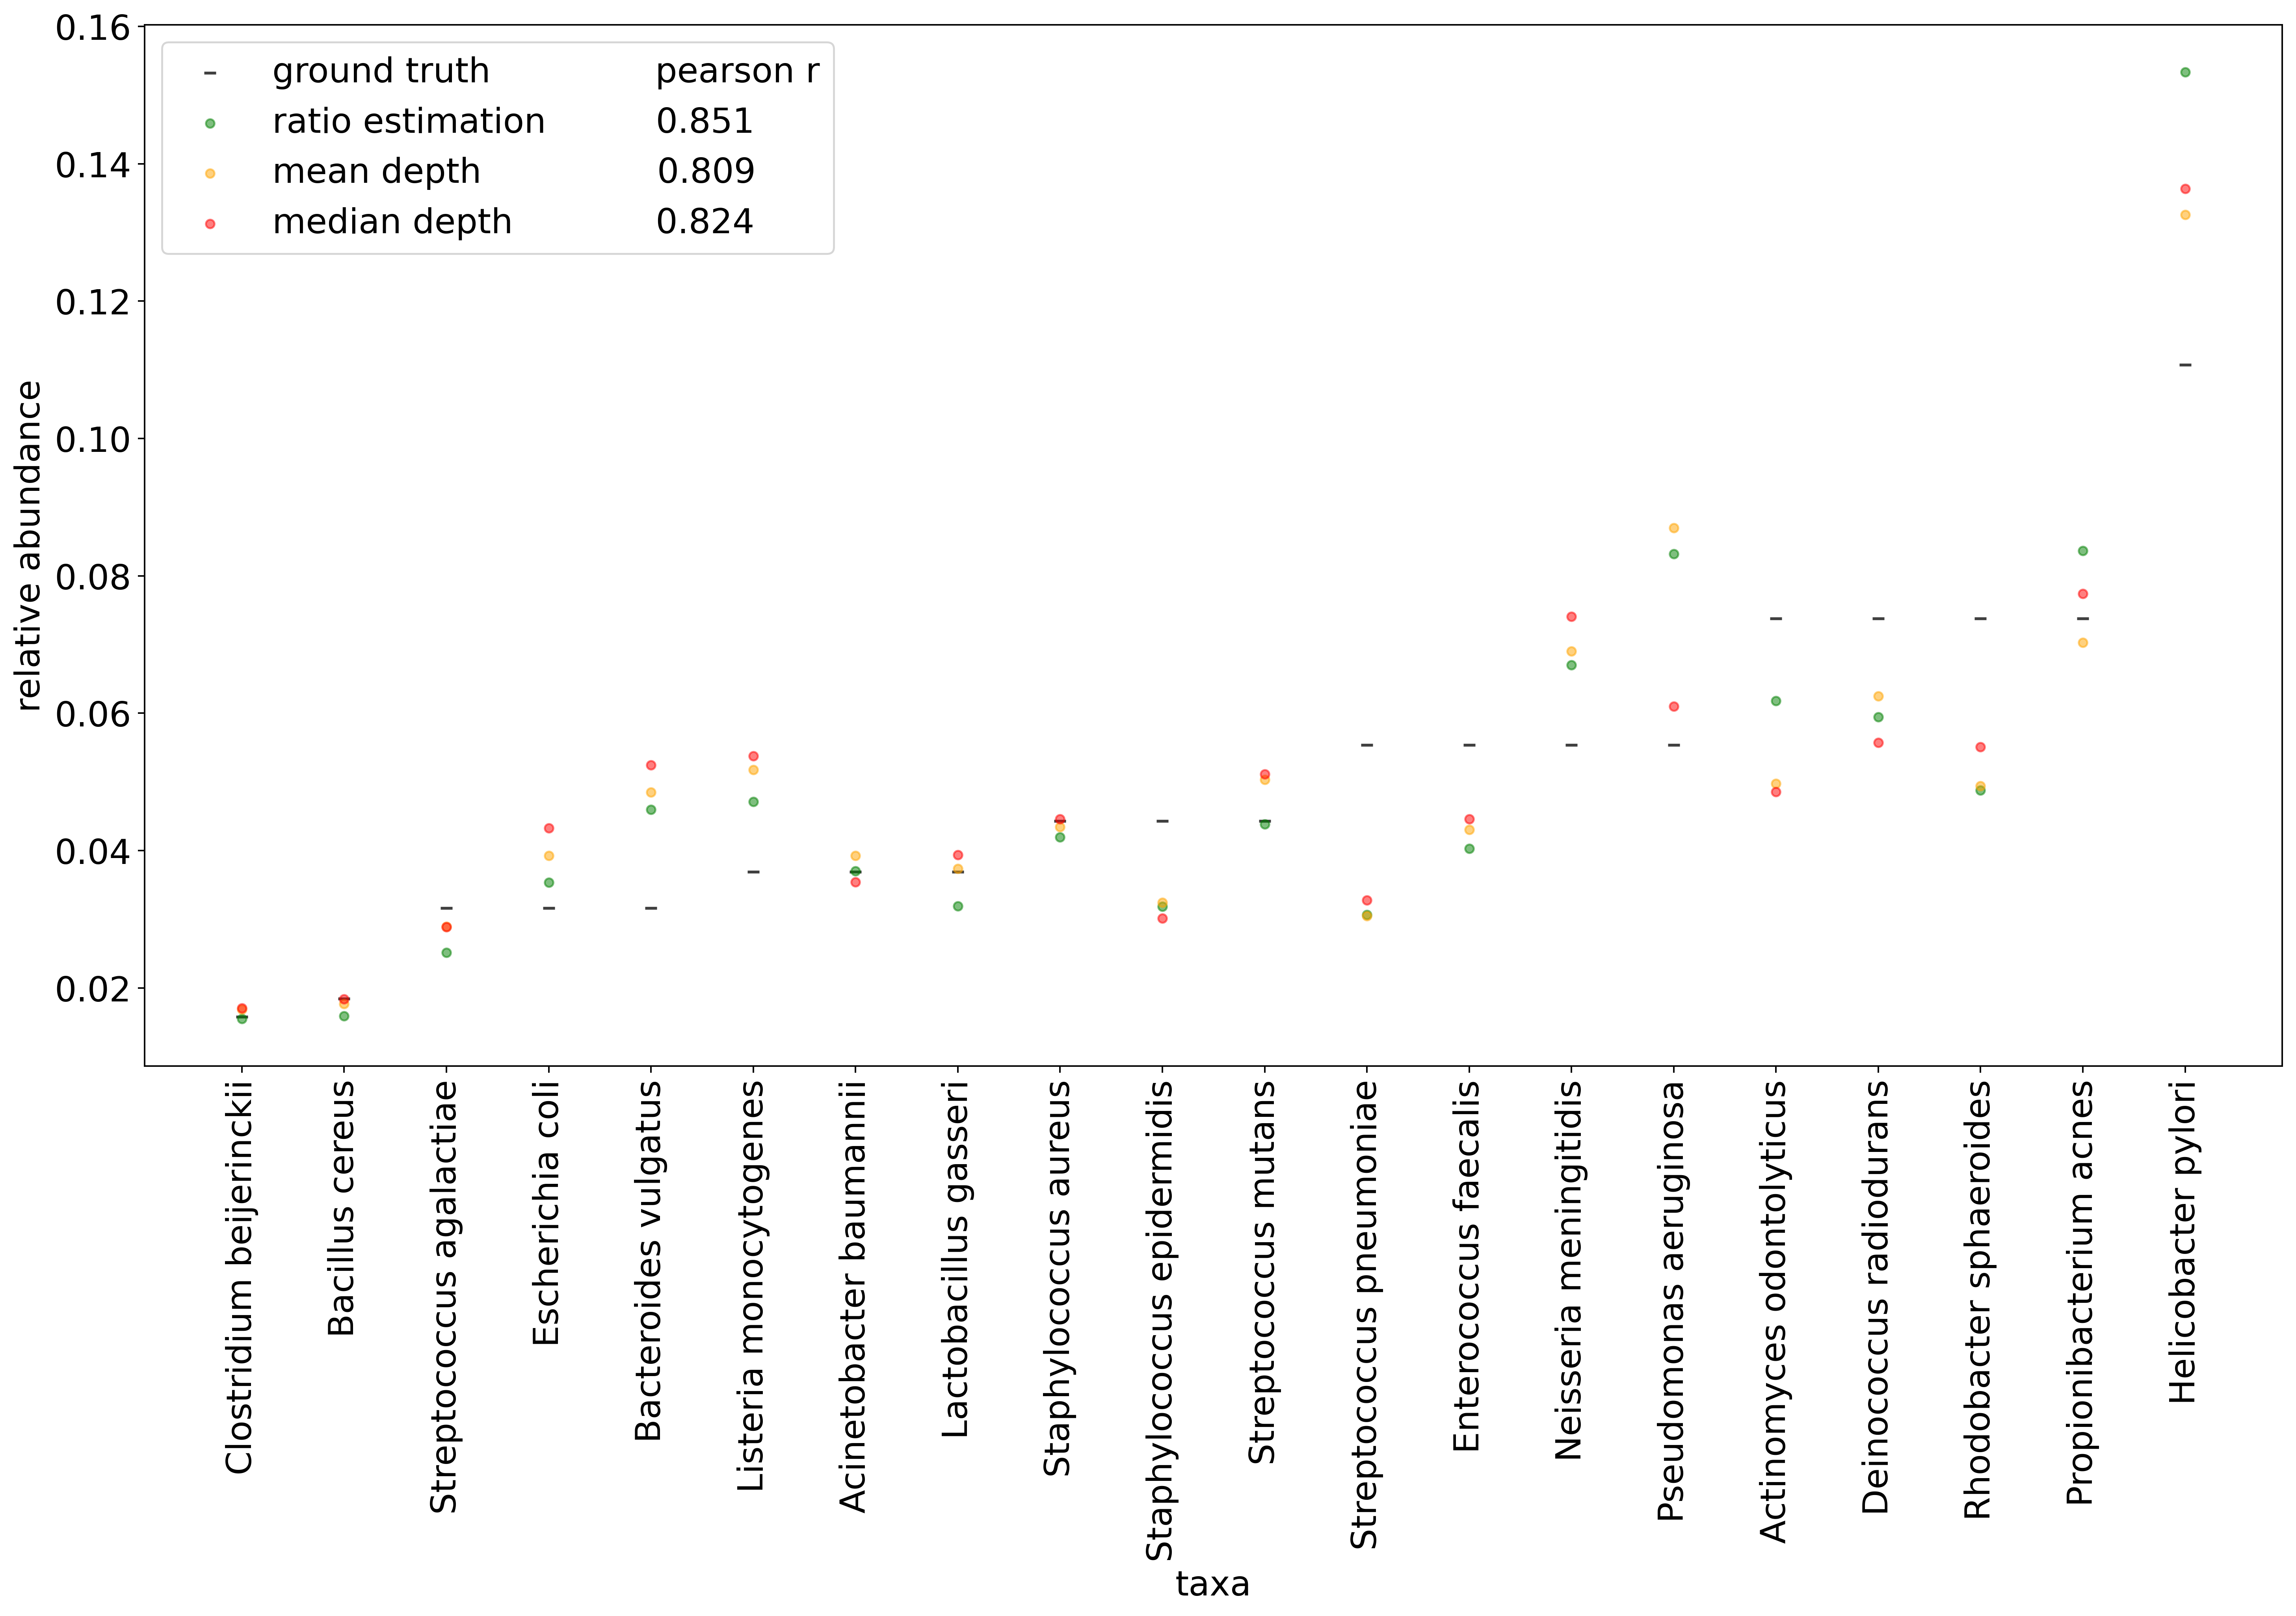 ground truth pearson r
ratio estimation 0.851
mean depth 0.809
median depth 0.824
relative abundance
0.16
0.14
0.12
0.10
0.08
0.06
0.04
0.02
Clostridium beijerinckii
Bacillus cereus
Streptococcus agalactiae
Escherichia coli
Bacteroides vulgatus
Listeria monocytogenes
Acinetobacter baumannii
Lactobacillus gasseri
Staphylococcus aureus
Staphylococcus epidermidis
Streptococcus mutans
Streptococcus pneumoniae
Enterococcus faecalis
Neisseria meningitidis
Pseudomonas aeruginosa
Actinomyces odontolyticus
Deinococcus radiodurans
Rhodobacter sphaeroides
Propionibacterium acnes
Helicobacter pylori
taxa